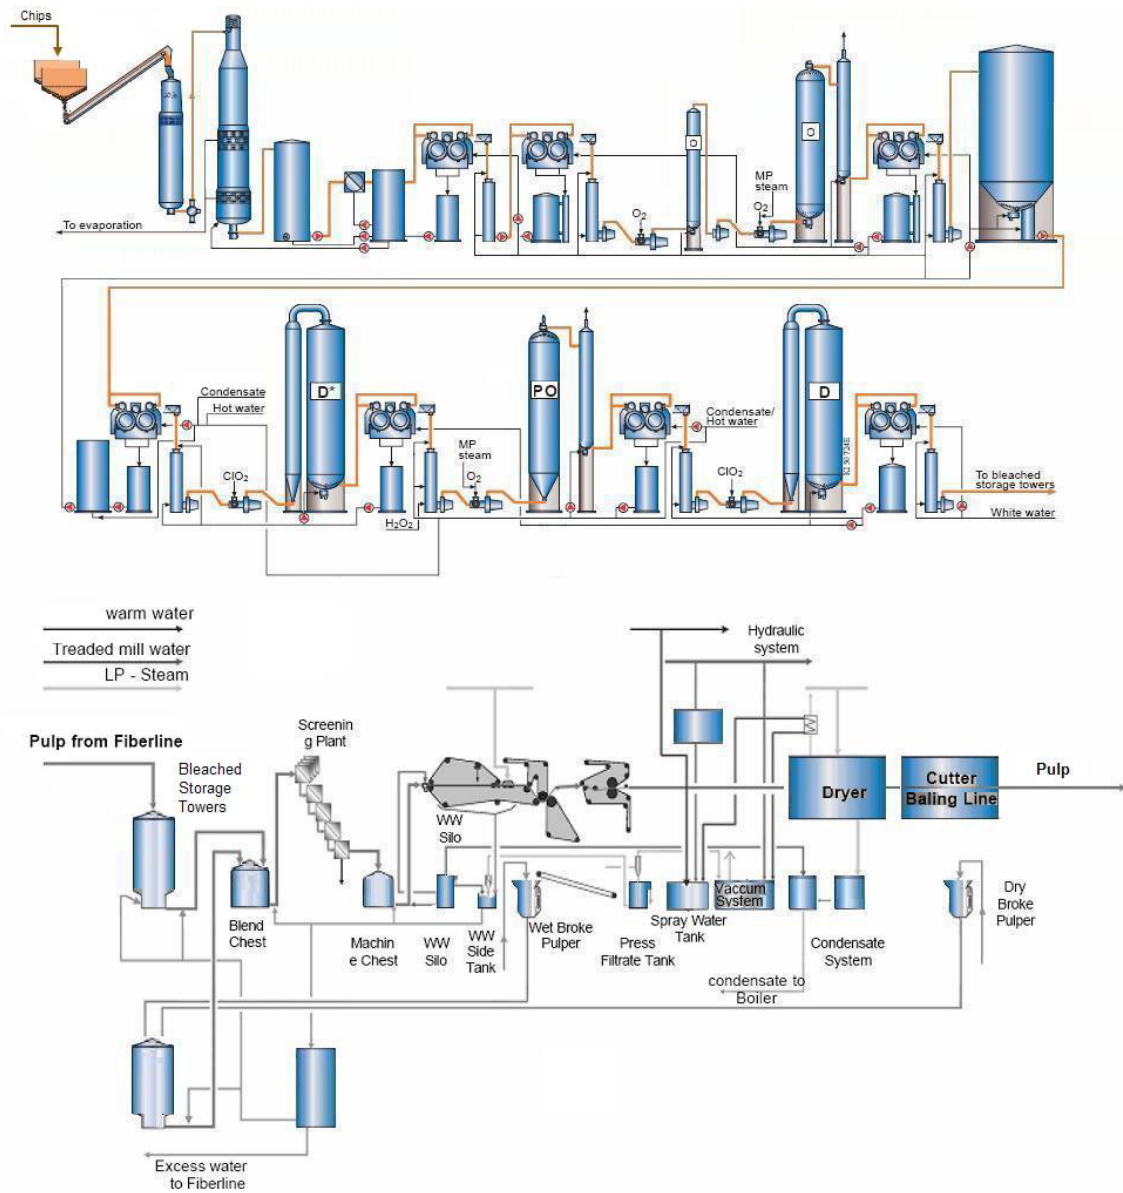 Chips
To evaporation
O
O
MP
steam
O₂
O₂
Condensate
Hot water
D*
PO
D
Condensate/
Hot water
MP
steam
ClO₂
O₂
ClO₂
H₂O₂
To bleached
storage towers
White water
warm water
Treaded mill water
LP - Steam
Hydraulic
system
Screenin
g Plant
Pulp from Fiberline
Bleached
Storage
Towers
WW
Silo
Dryer
Cutter
Baling Line
Pulp
Blend
Chest
Machin
e Chest
WW
Silo
WW
Side
Tank
Wet Broke
Pulper
Press
Filtrate Tank
Spray Water
Tank
Vaccum
System
Condensate
System
Dry
Broke
Pulper
condensate to
Boiler
Excess water
to Fiberline